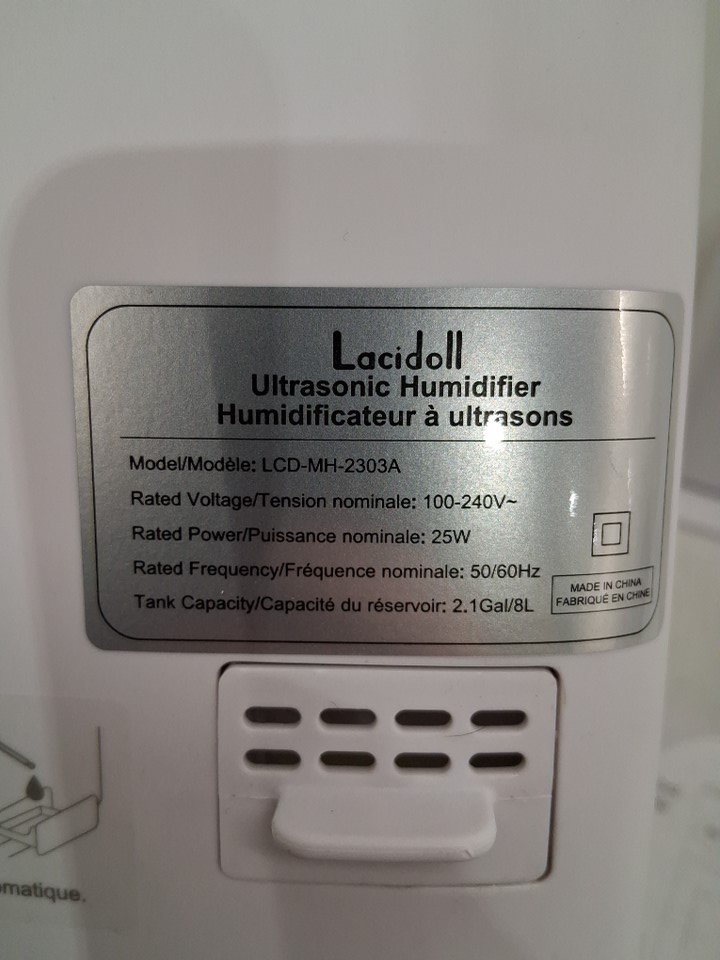 Lacidoll
Ultrasonic Humidifier
Humidificateur à ultrasons
Model/Modèle: LCD-MH-2303A
Rated Voltage/Tension nominale: 100-240V~
Rated Power/Puissance nominale: 25W
Rated Frequency/Fréquence nominale: 50/60Hz
Tank Capacity/Capacité du réservoir: 2.1Gal/8L
MADE IN CHINA
FABRIQUÉ EN CHINE